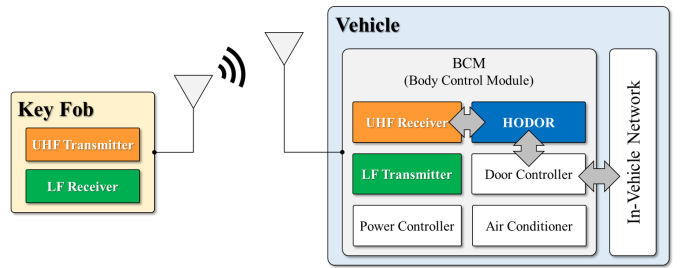 Vehicle
BCM
(Body Control Module)
Key Fob
UHF Transmitter
LF Receiver
UHF Receiver
HODOR
LF Transmitter
Door Controller
Power Controller
Air Conditioner
In-Vehicle Network